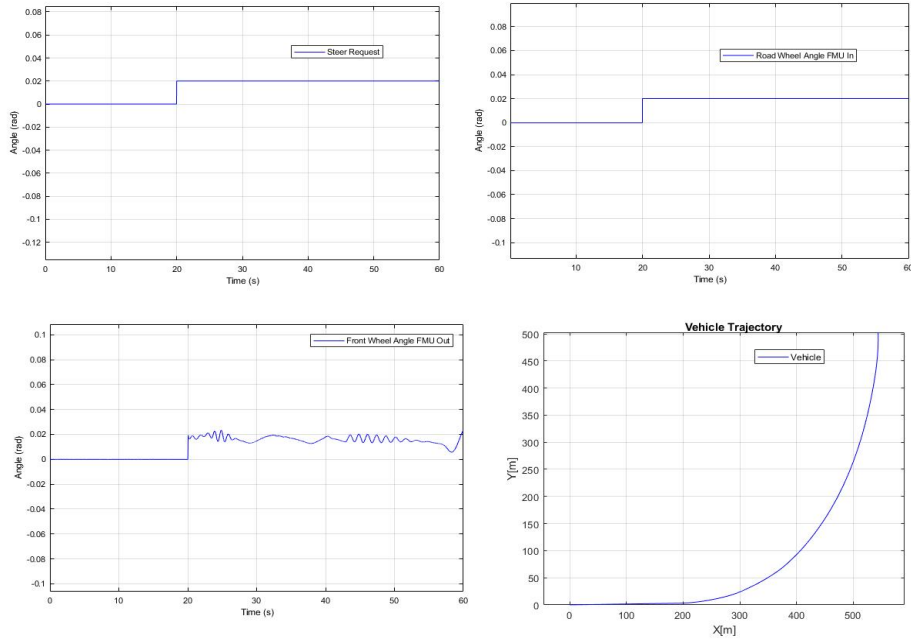 0.08
0.06
Steer Request
0.04
0.02
0
-0.02
-0.04
-0.06
-0.08
-0.1
-0.12
Angle (rad)
0 10 20 30 40 50 60
Time (s)
0.08
0.06
Road Wheel Angle FMU In
0.04
0.02
0
-0.02
-0.04
-0.06
-0.08
-0.1
Angle (rad)
10 20 30 40 50 60
Time (s)
0.1
Front Wheel Angle FMU Out
0.08
0.06
0.04
0.02
0
-0.02
-0.04
-0.06
-0.08
-0.1
Angle (rad)
0 10 20 30 40 50 60
Time (s)
Vehicle Trajectory
500
Vehicle
450
400
350
300
250
200
150
100
50
0
Y[m]
0 100 200 300 400 500
X[m]